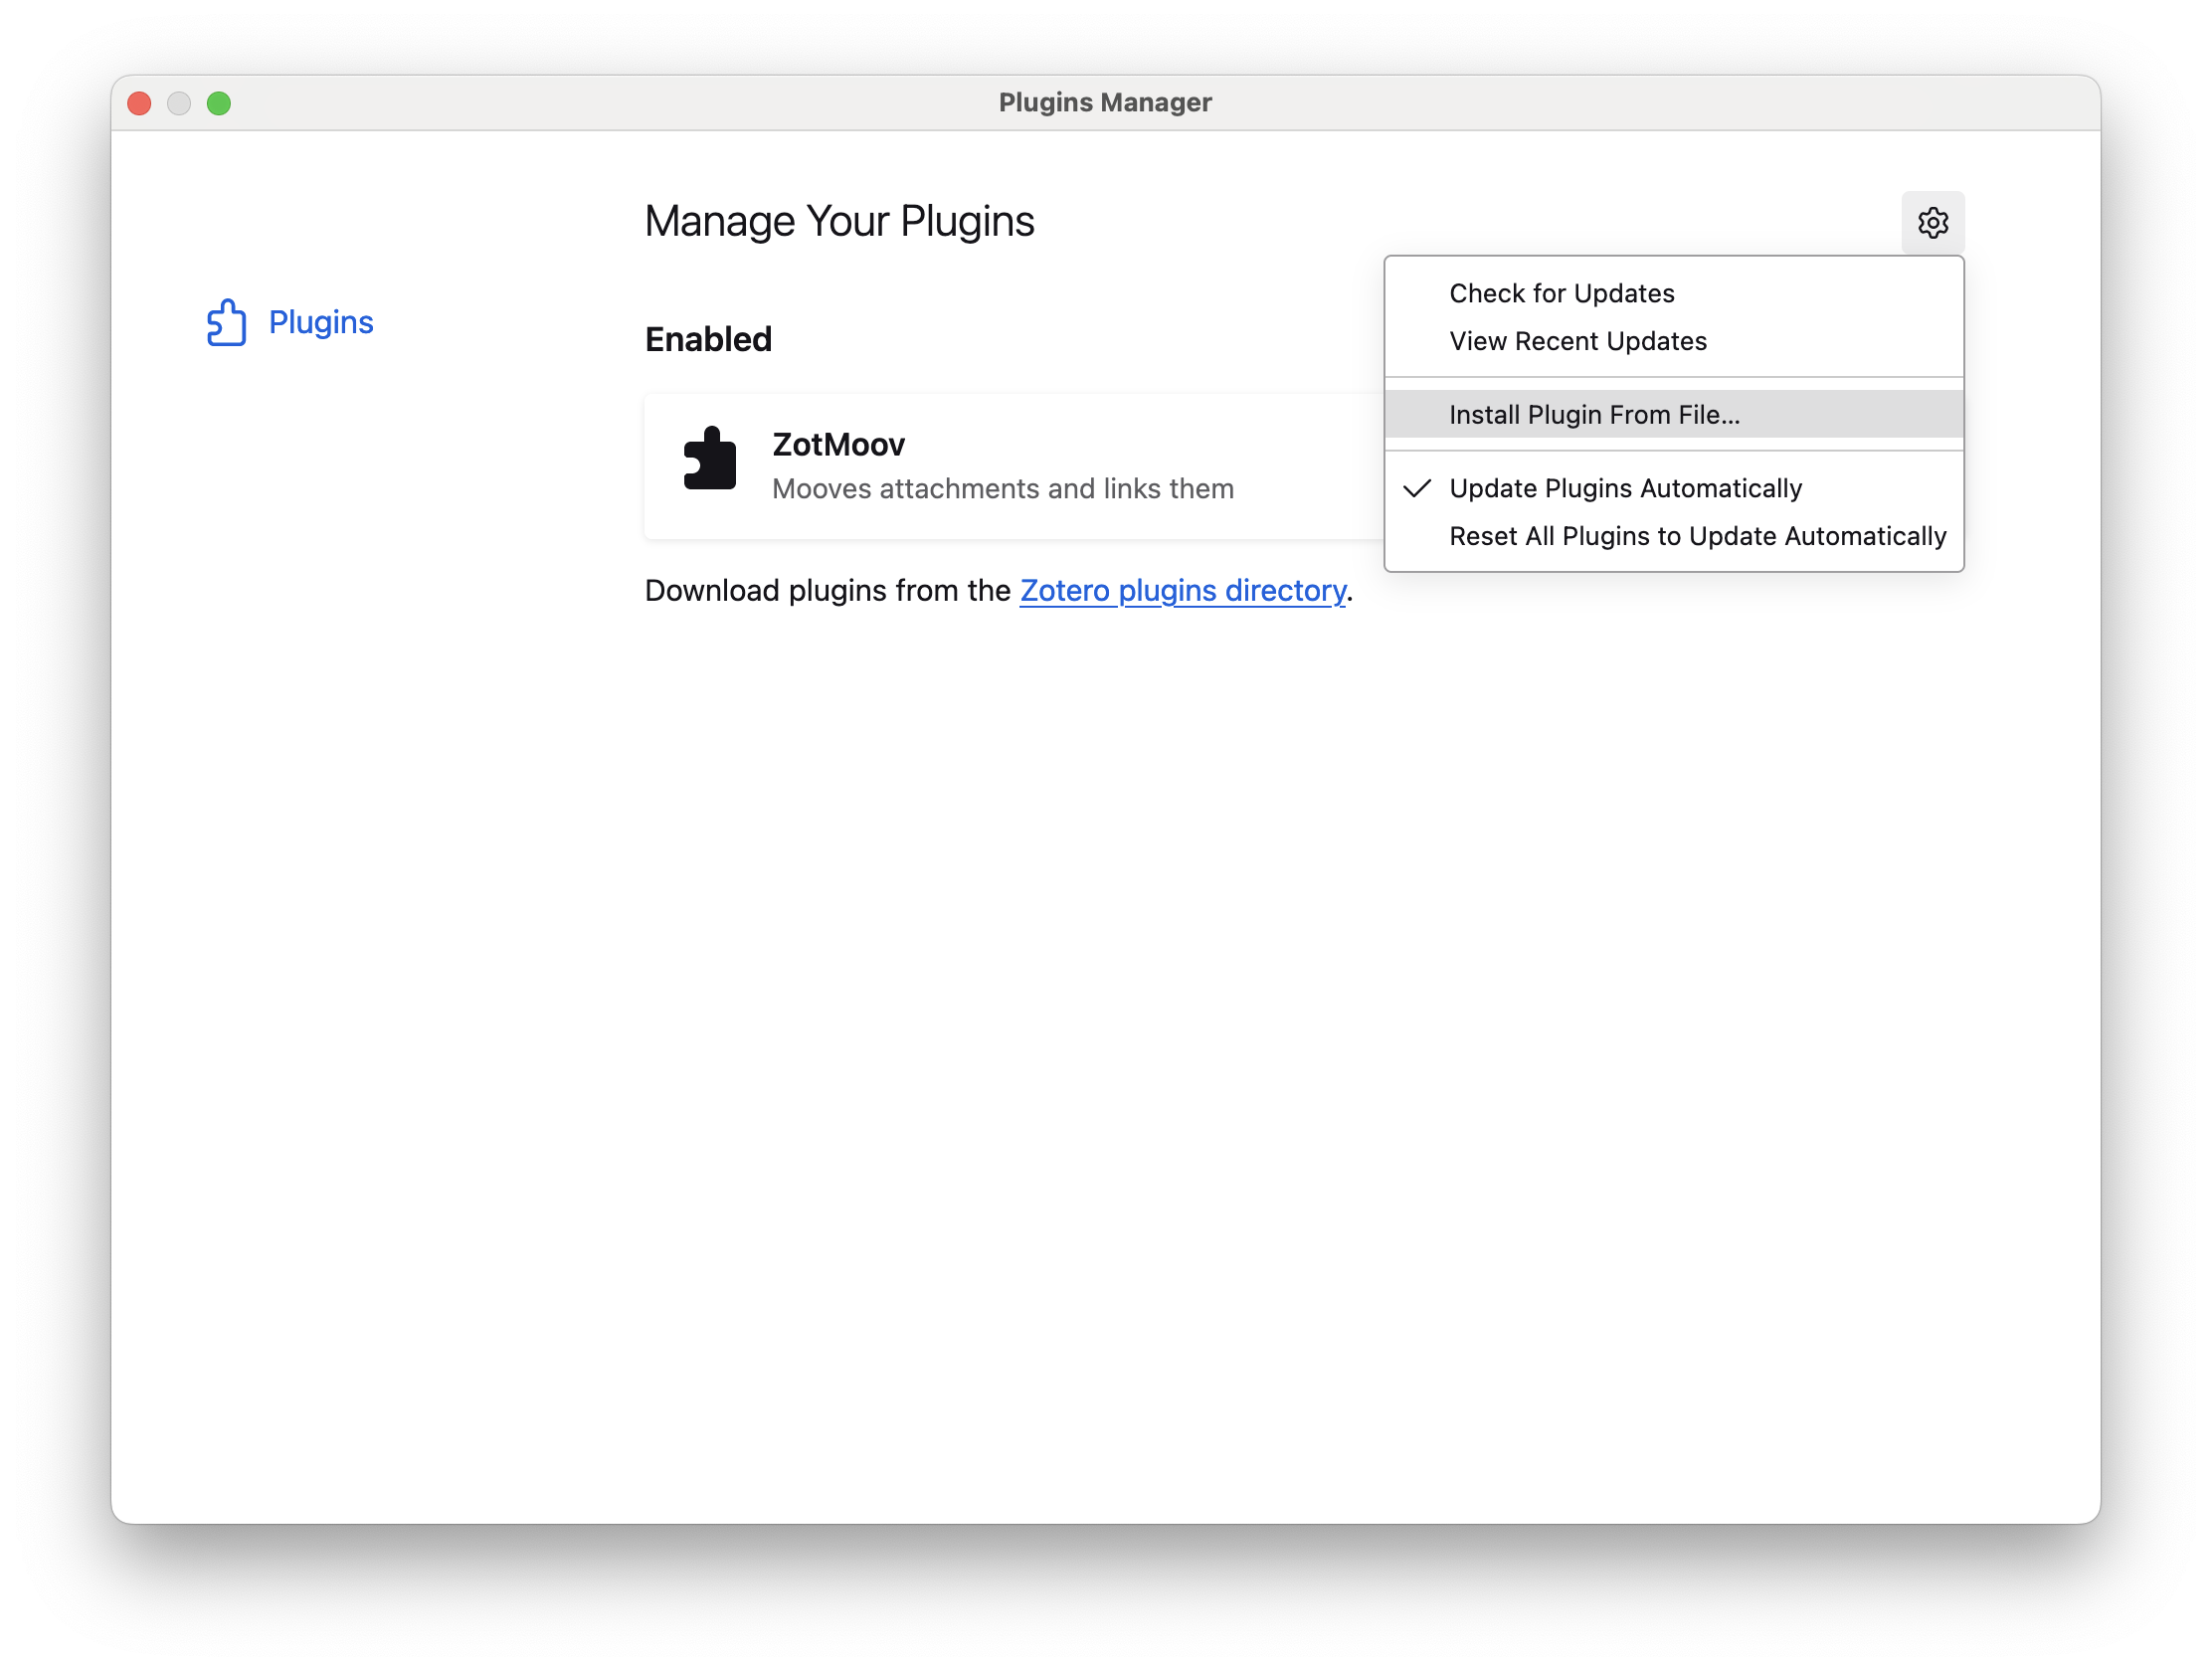 Plugins Manager
Manage Your Plugins
Plugins
Enabled
ZotMoov
Mooves attachments and links them
Download plugins from the Zotero plugins directory.
Check for Updates
View Recent Updates
Install Plugin From File...
Update Plugins Automatically
Reset All Plugins to Update Automatically